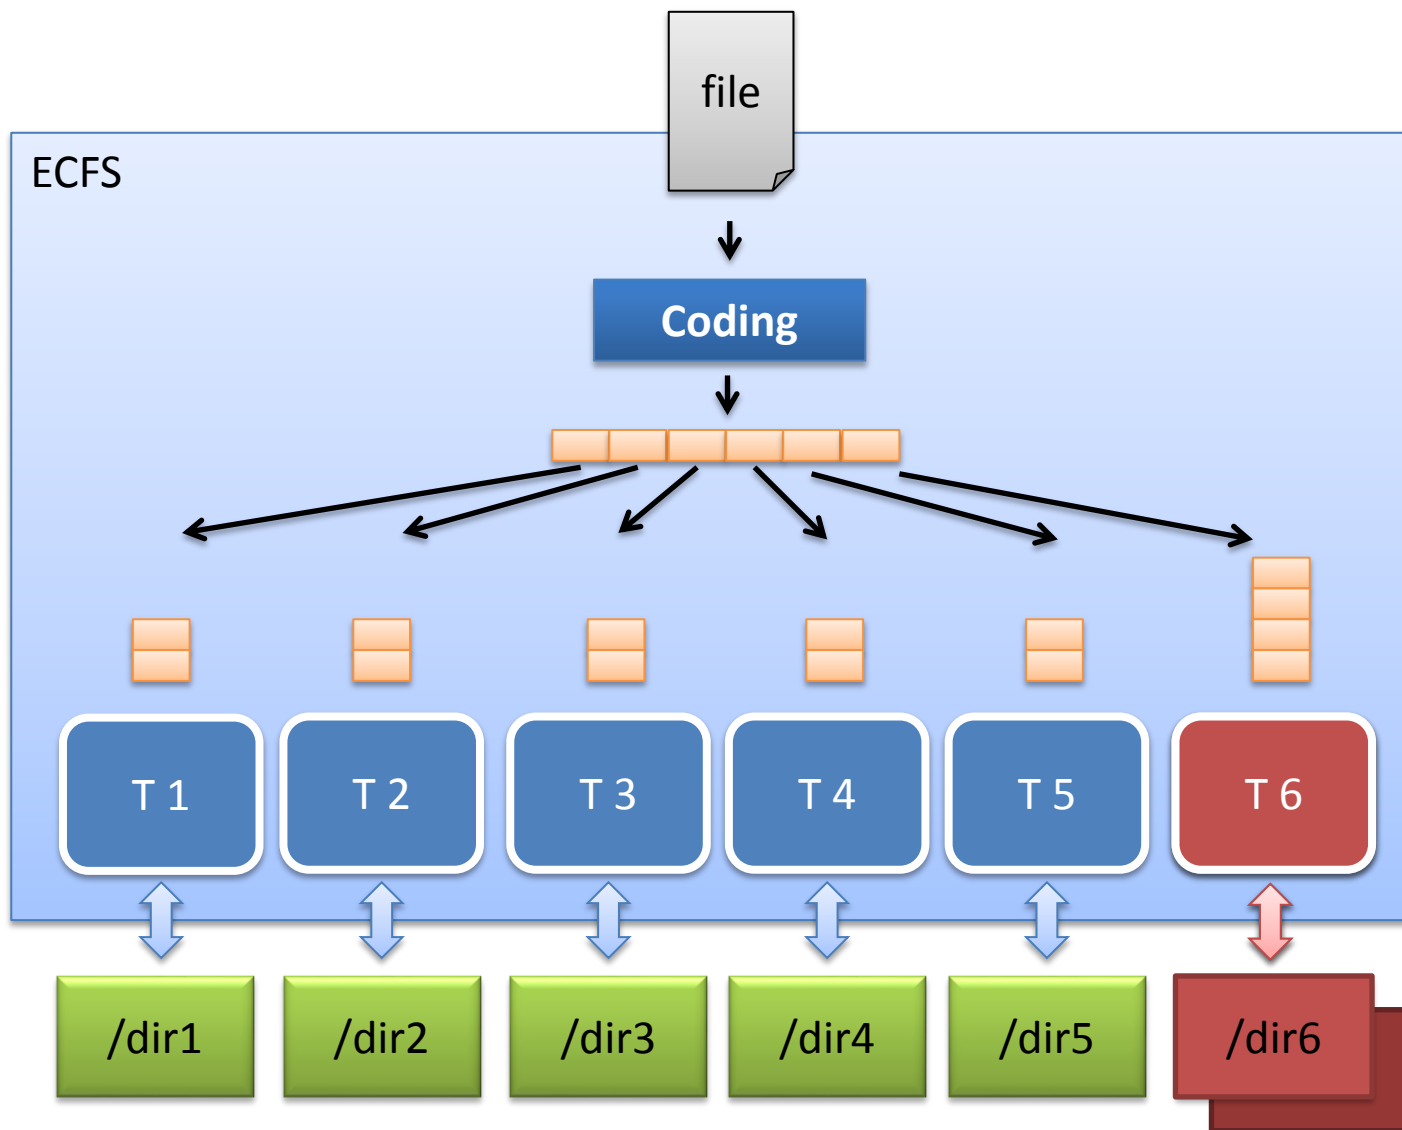 file
ECFS
Coding
T 1
T 2
T 3
T 4
T 5
T 6
/dir1
/dir2
/dir3
/dir4
/dir5
/dir6